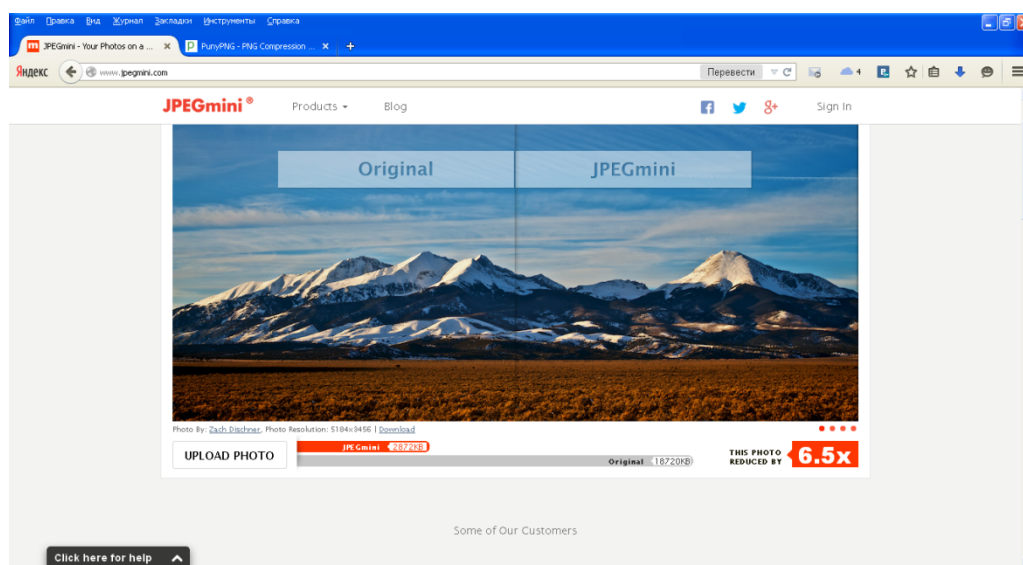 Файл Правка Вид Журнал Закладки Инструменты Справка
m JPEGmini - Your Photos on a ... × P PunyPNG - PNG Compression ... × +
Яндекс www.jpegmini.com Перевести 4
JPEGmini® Products Blog f 8+ Sign In
Original JPEGmini
Photo By: Zach Dischner, Photo Resolution: 5184x3456 | Download
UPLOAD PHOTO
JPEGmini 2872KB
Original 18720KB
THIS PHOTO
REDUCED BY
6.5x
Some of Our Customers
Click here for help